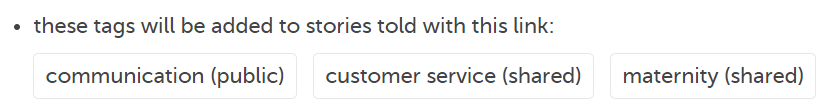 • these tags will be added to stories told with this link:
communication (public) customer service (shared) maternity (shared)